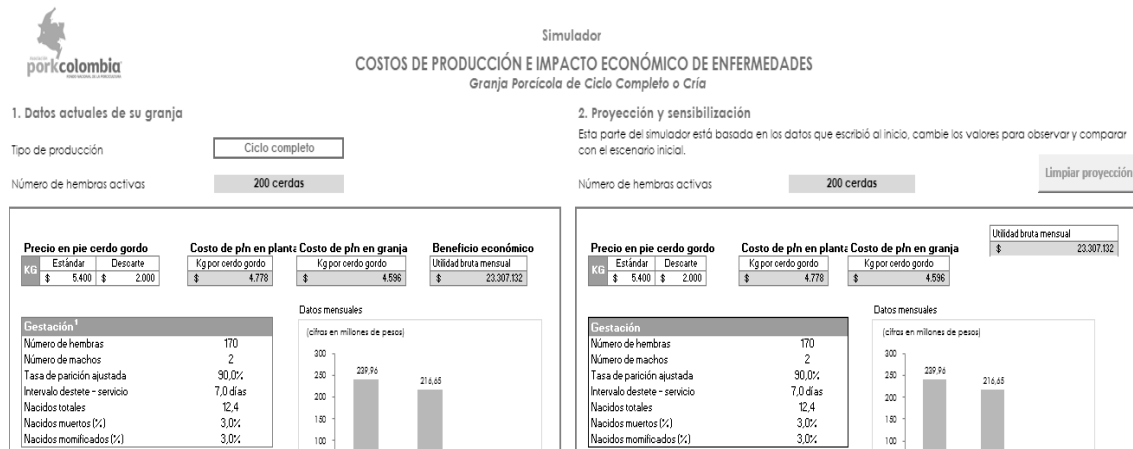 porkcolombia
Simulador
COSTOS DE PRODUCCIÓN E IMPACTO ECONÓMICO DE ENFERMEDADES
Granja Porcícola de Ciclo Completo o Cría
1. Datos actuales de su granja
Tipo de producción Ciclo completo
Número de hembras activas 200 cerdas
Precio en pie cerdo gordo Costo de p/n en planta Costo de p/n en granja Beneficio económico
Estándar Descarte Kg por cerdo gordo Kg por cerdo gordo Utilidad bruta mensual
KG $ 5.400 $ 2.000 $ 4.778 $ 4.596 $ 23.307.132
Gestación¹
Número de hembras 170
Número de machos 2
Tasa de parición ajustada 90,0%
Intervalo destete - servicio 7,0 días
Nacidos totales 12,4
Nacidos muertos (%) 3,0%
Nacidos momificados (%) 3,0%
Datos mensuales
(cifras en millones de pesos)
300
250
200
150
100
239,96
216,65
2. Proyección y sensibilización
Esta parte del simulador está basada en los datos que escribió al inicio, cambie los valores para observar y comparar
con el escenario inicial.
Limpiar proyección
Número de hembras activas 200 cerdas
Utilidad bruta mensual
$ 23.307.132
Precio en pie cerdo gordo Costo de p/n en planta Costo de p/n en granja
Estándar Descarte Kg por cerdo gordo Kg por cerdo gordo
KG $ 5.400 $ 2.000 $ 4.778 $ 4.596
Gestación
Número de hembras 170
Número de machos 2
Tasa de parición ajustada 90,0%
Intervalo destete - servicio 7,0 días
Nacidos totales 12,4
Nacidos muertos (%) 3,0%
Nacidos momificados (%) 3,0%
Datos mensuales
(cifras en millones de pesos)
300
250
200
150
100
239,96
216,65